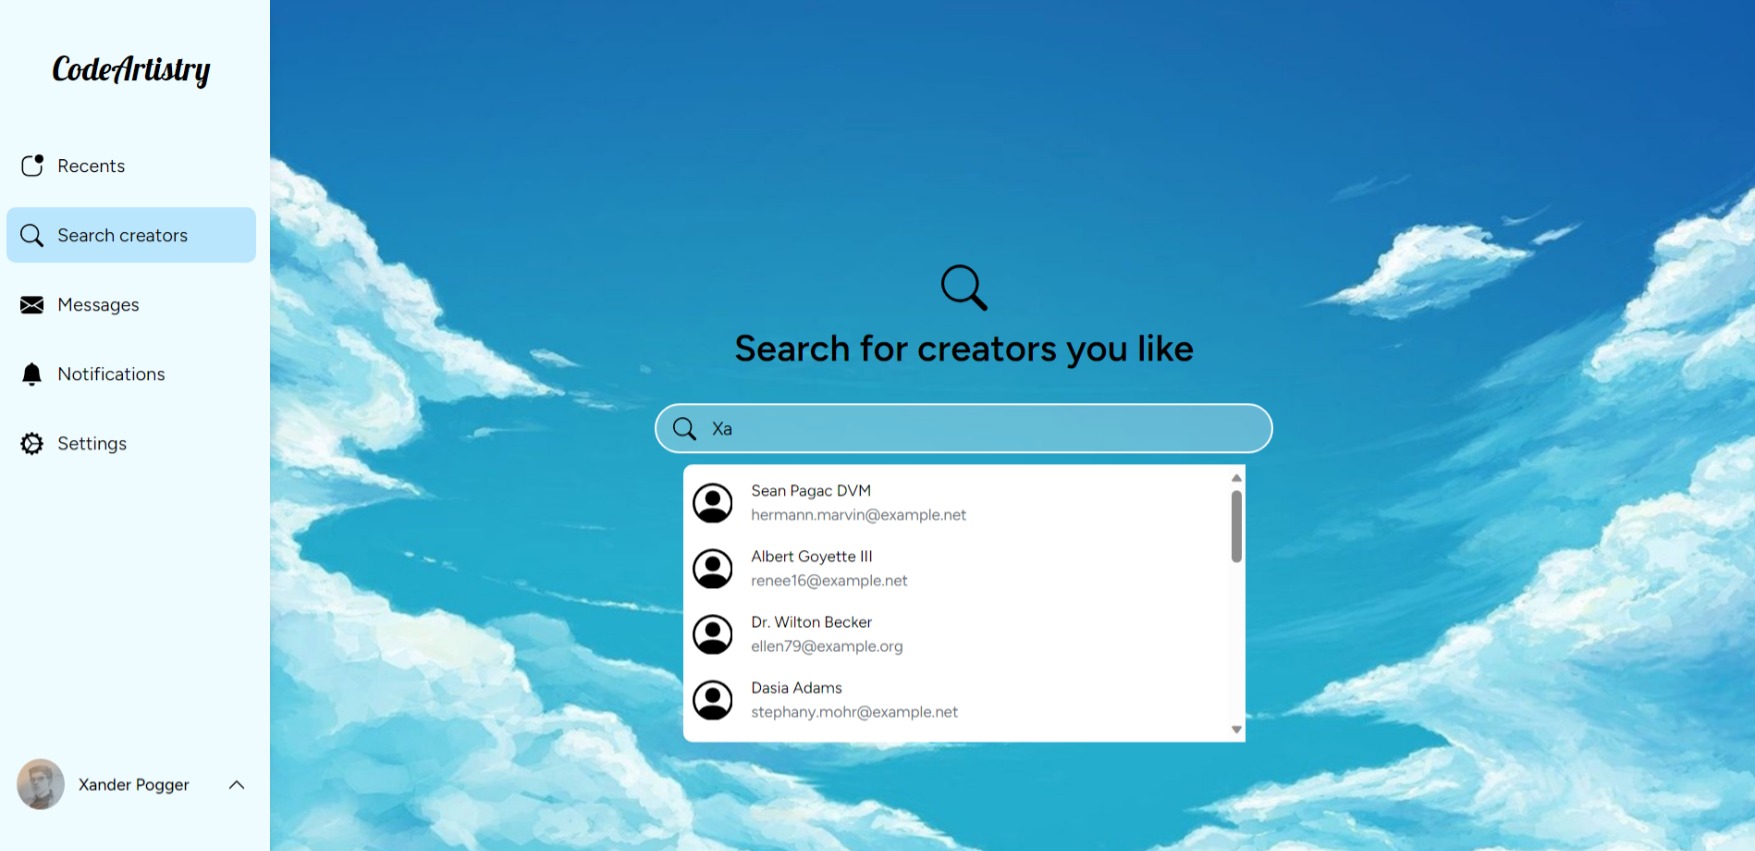 CodeArtistry
Recents
Search creators
Messages
Notifications
Settings
Xander Pogger
Search for creators you like
Xa
Sean Pagac DVM
hermann.marvin@example.net
Albert Goyette III
renee16@example.net
Dr. Wilton Becker
ellen79@example.org
Dasia Adams
stephany.mohr@example.net